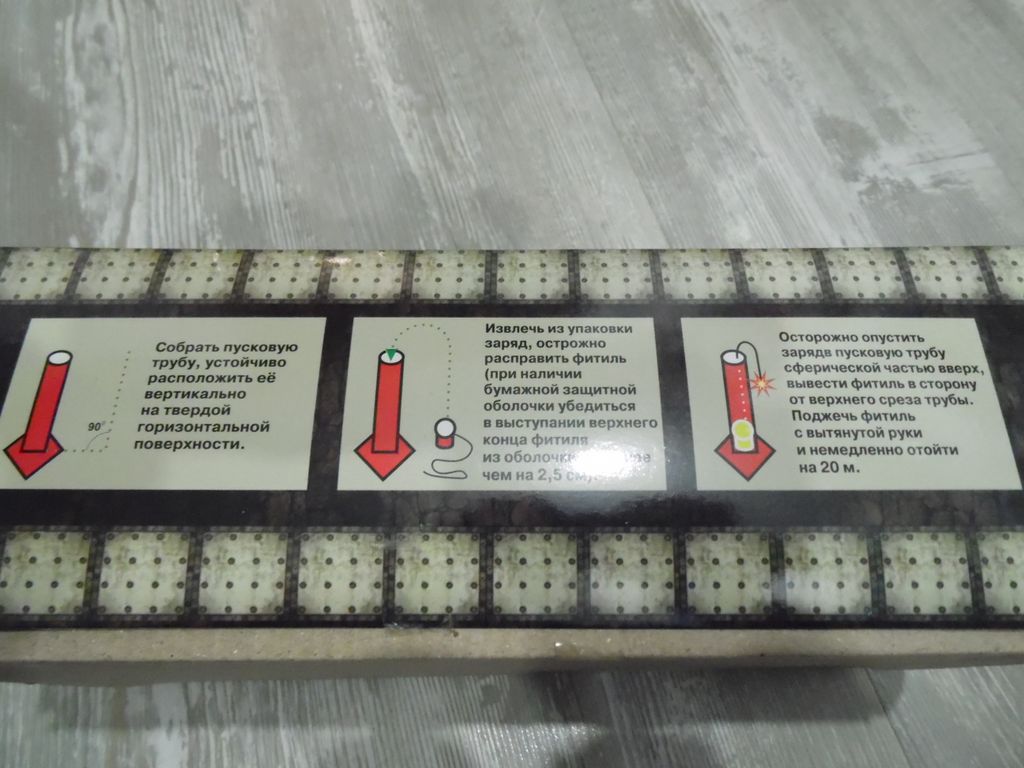 90°
Собрать пусковую
трубу, устойчиво
расположить её
вертикально
на твердой
горизонтальной
поверхности.
Извлечь из упаковки
заряд, острожно
расправить фитиль
(при наличии
бумажной защитной
оболочки убедиться
в выступании верхнего
конца фитиля
из оболочки
чем на 2,5 см).
Осторожно опустить
зарядв пусковую трубу
сферической частью вверх,
вывести фитиль в сторону
от верхнего среза трубы.
Поджечь фитиль
с вытянутой руки
и немедленно отойти
на 20 м.